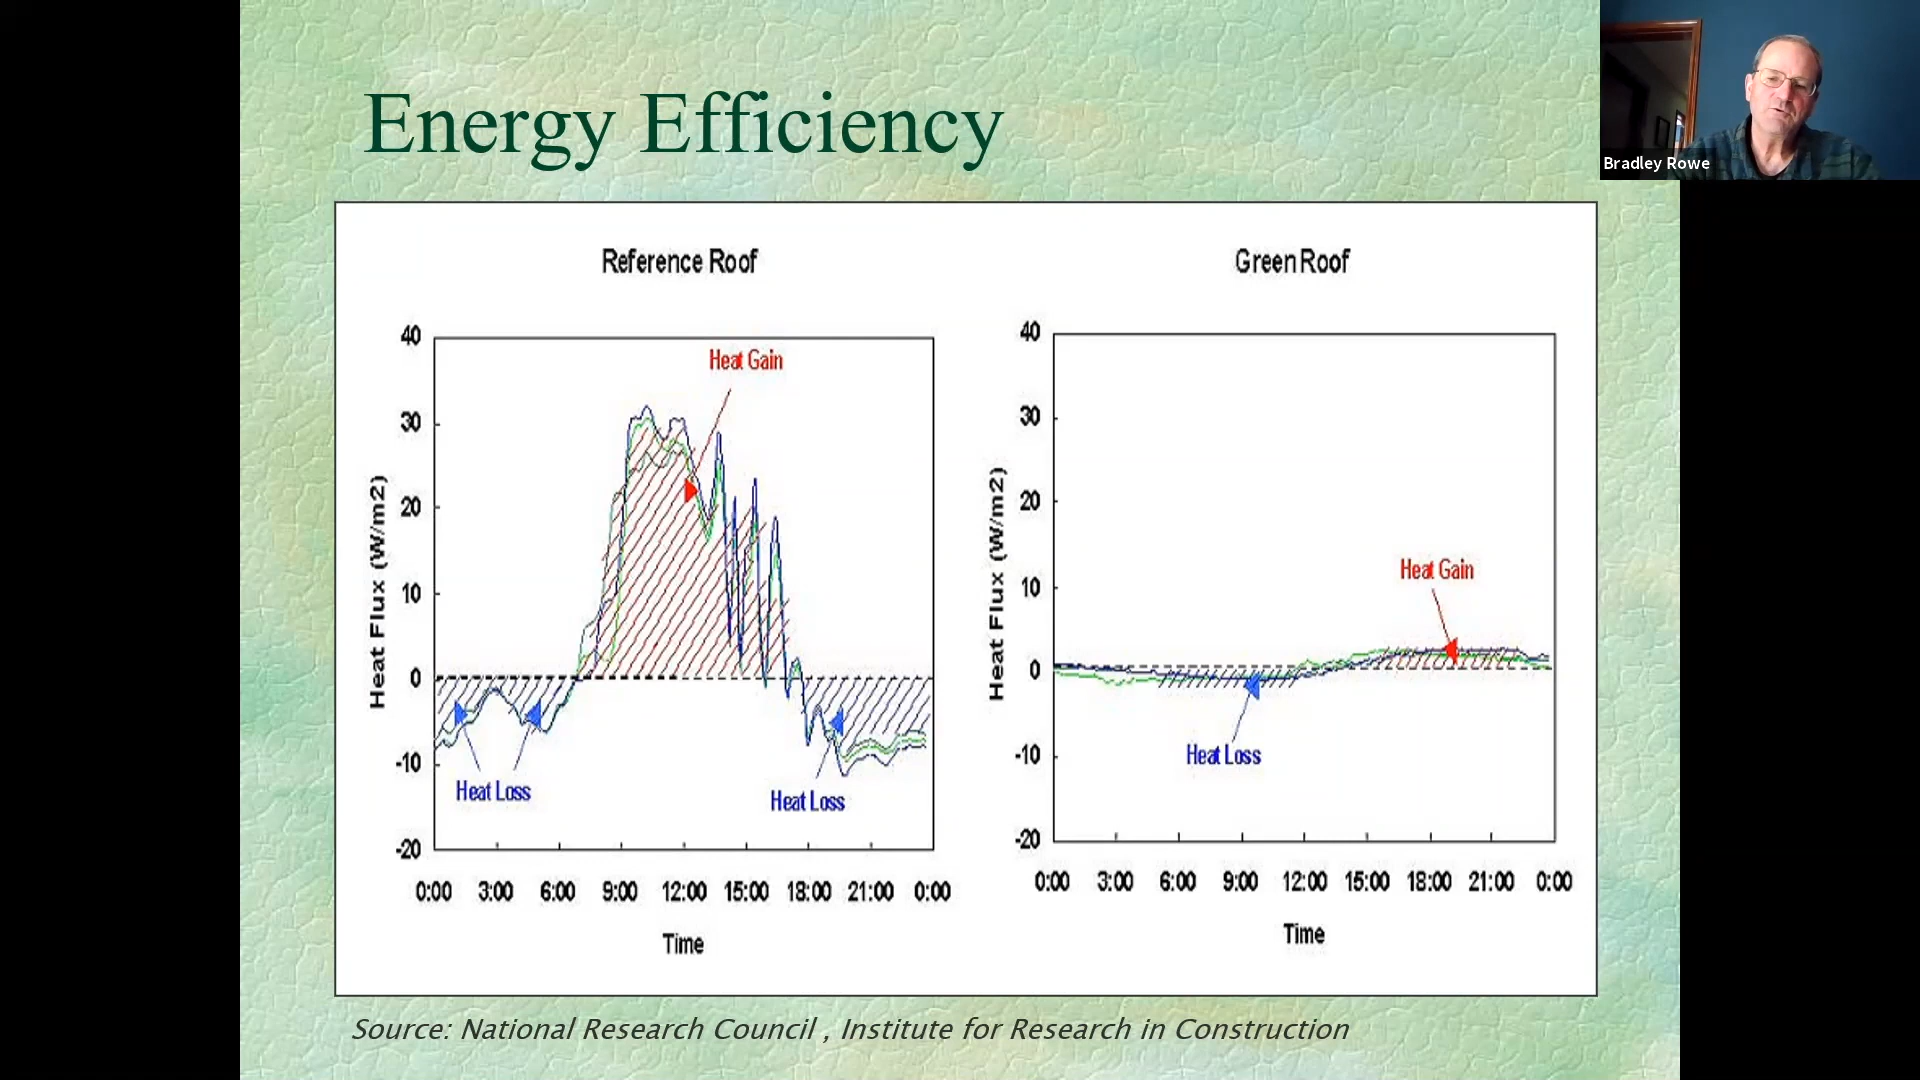 Energy Efficiency
Bradley Rowe
Reference Roof
Green Roof
40
30
20
10
0
-10
-20
Heat Flux (W/m2)
Heat Gain
Heat Loss
Heat Loss
0:00 3:00 6:00 9:00 12:00 15:00 18:00 21:00 0:00
Time
40
30
20
10
0
-10
-20
Heat Flux (W/m2)
Heat Gain
Heat Loss
0:00 3:00 6:00 9:00 12:00 15:00 18:00 21:00 0:00
Time
Source: National Research Council , Institute for Research in Construction